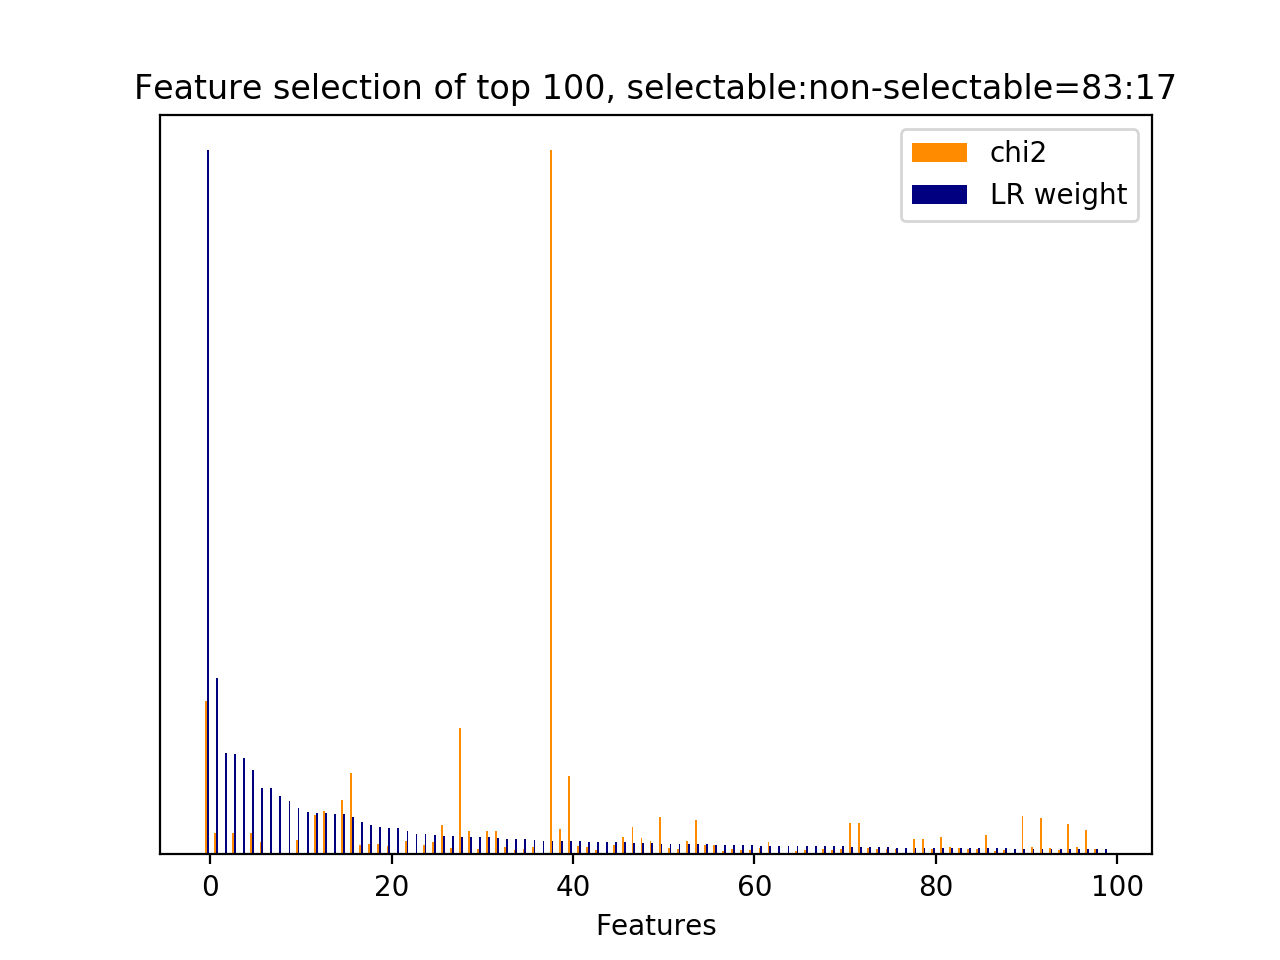 Feature selection of top 100, selectable:non-selectable=83:17
chi2
LR weight
0 20 40 60 80 100
Features